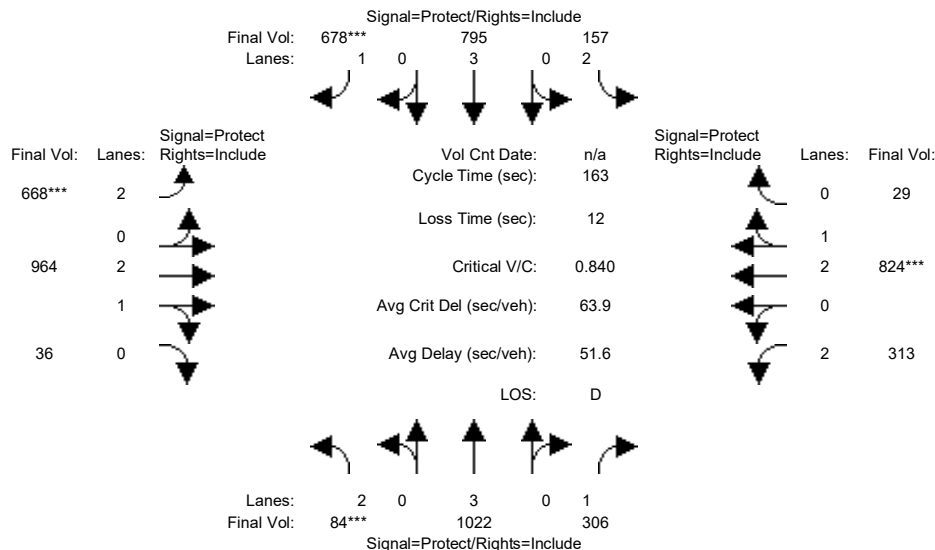 Signal=Protect/Rights=Include
Final Vol: 678*** 795 157
Lanes: 1 0 3 0 2
Signal=Protect Signal=Protect
Final Vol: Lanes: Rights=Include Vol Cnt Date: n/a Rights=Include Lanes: Final Vol:
Cycle Time (sec): 163
668*** 2 0 29
Loss Time (sec): 12
0 1
964 2 Critical V/C: 0.840 2 824***
1 Avg Crit Del (sec/veh): 63.9 0
36 0 Avg Delay (sec/veh): 51.6 2 313
LOS: D
Lanes: 2 0 3 0 1
Final Vol: 84*** 1022 306
Signal=Protect/Rights=Include